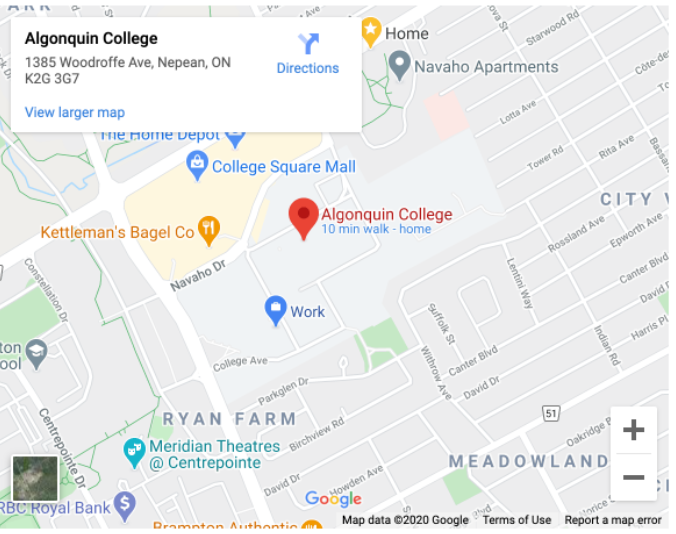 ARK
Algonquin College
1385 Woodroffe Ave, Nepean, ON
K2G 3G7
Directions
View larger map
Home
Starwood Rd
Navaho Apartments
Lotta Ave
The Home Depot
College Square Mall
Tower Rd
Rita Ave
CITY
Algonquin College
10 min walk - home
Kettleman's Bagel Co
Rossland Ave
Epworth Ave
Navaho Dr
Constellation Dr
Lentini Way
Canter Blvd
David
Work
Suffolk St
Harris Pl
Indian Rd
College Ave
Withrow Ave
Canter Blvd
Parkglen Dr
David Dr
51
Centrepointe Dr
RYAN FARM
Birchview Rd
Oakridge
Meridian Theatres
@ Centrepointe
MEADOWLAND
David Dr
Howden Ave
Google
RBC Royal Bank
Brampton Authentic
Map data ©2020 Google
Terms of Use
Report a map error